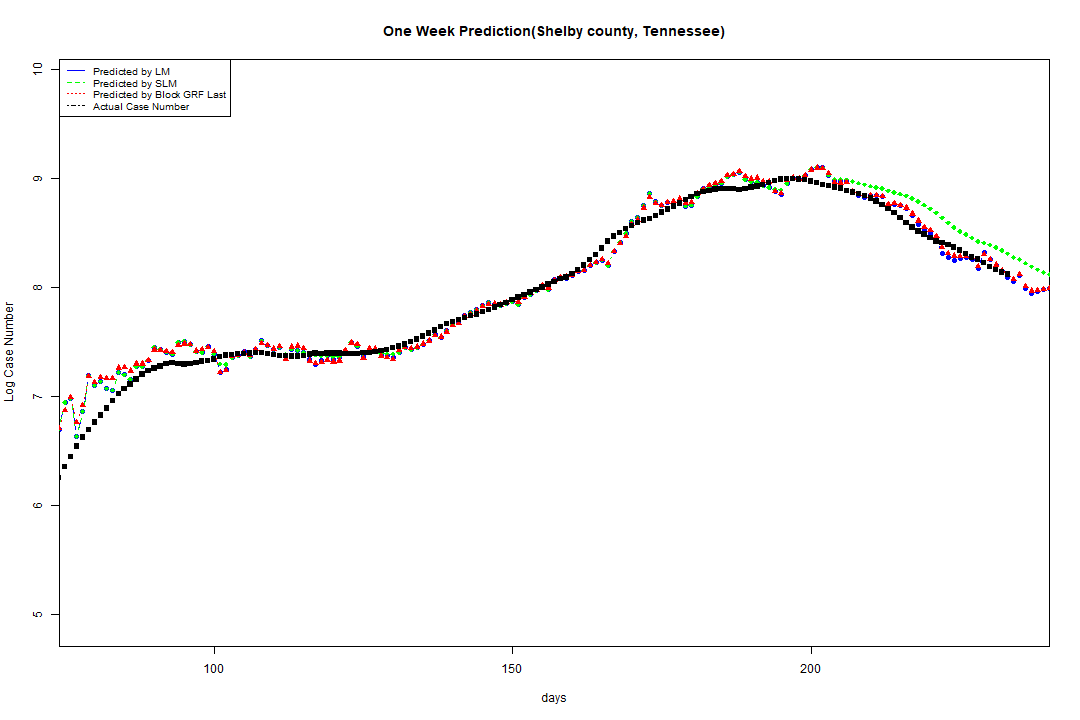 One Week Prediction(Shelby county, Tennessee)
Predicted by LM
Predicted by SLM
Predicted by Block GRF Last
Actual Case Number
10
9
8
7
6
5
Log Case Number
100
150
200
days